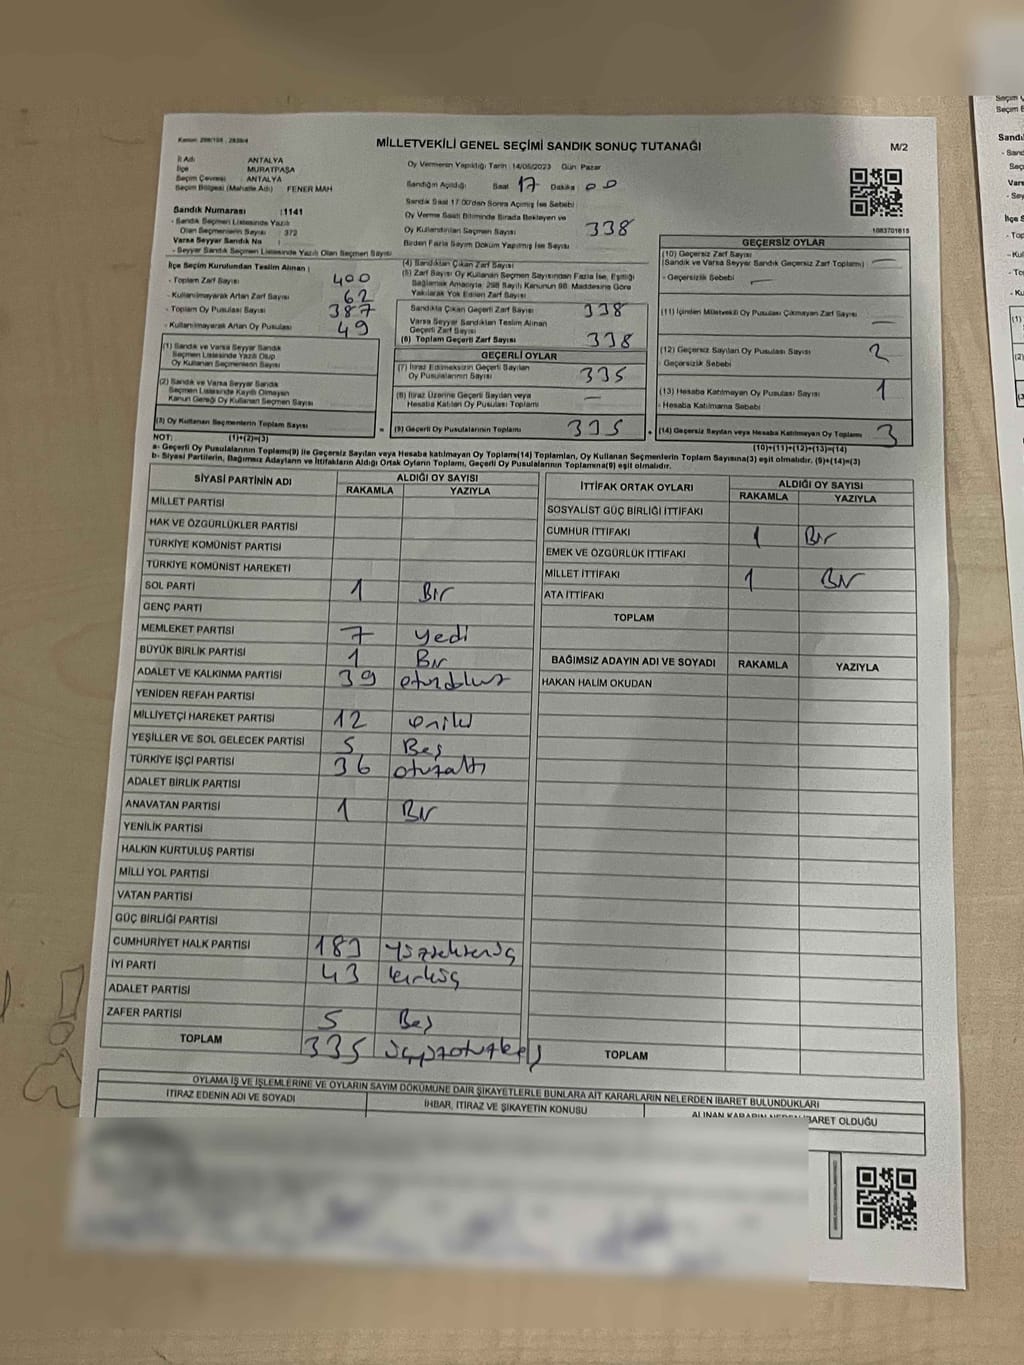 Kanun: 298/105 - 2839/4
MİLLETVEKİLİ GENEL SEÇİMİ SANDIK SONUÇ TUTANAĞI
M/2
İl Adı ANTALYA
İlçe MURATPAŞA
Seçim Çevresi ANTALYA
Seçim Bölgesi (Mahalle Adı) FENER MAH
Sandık Numarası :1141
- Sandık Seçmen Listesinde Yazılı
Olan Seçmenlerin Sayısı : 372
Varsa Seyyar Sandık No :
- Seyyar Sandık Seçmen Listesinde Yazılı Olan Seçmen Sayısı
Oy Vermenin Yapıldığı Tarih :14/05/2023 Gün: Pazar
Sandığın Açıldığı Saat 17 Dakika 00
Sandık Saat 17.00'den Sonra Açılmış İse Sebebi
Oy Verme Saati Bitiminde Sırada Bekleyen ve
Oy Kullandırılan Seçmen Sayısı 338
Birden Fazla Sayım Döküm Yapılmış İse Sayısı
1083701815
İlçe Seçim Kurulundan Teslim Alınan ;
- Toplam Zarf Sayısı 400
- Kullanılmayarak Artan Zarf Sayısı 62
- Toplam Oy Pusulası Sayısı 387
- Kullanılmayarak Artan Oy Pusulası 49
(1) Sandık ve Varsa Seyyar Sandık
Seçmen Listesinde Yazılı Olup
Oy Kullanan Seçmenlerin Sayısı
(2) Sandık ve Varsa Seyyar Sandık
Seçmen Listesinde Kayıtlı Olmayan
Kanun Gereği Oy Kullanan Seçmen Sayısı
(3) Oy Kullanan Seçmenlerin Toplam Sayısı =
(4) Sandıktan Çıkan Zarf Sayısı
(5) Zarf Sayısı Oy Kullanan Seçmen Sayısından Fazla İse, Eşitliği
Sağlamak Amacıyla, 298 Sayılı Kanunun 98. Maddesine Göre
Yakılarak Yok Edilen Zarf Sayısı
Sandıkta Çıkan Geçerli Zarf Sayısı 338
Varsa Seyyar Sandıktan Teslim Alınan
Geçerli Zarf Sayısı
(6) Toplam Geçerli Zarf Sayısı 338
GEÇERLİ OYLAR
(7) İtiraz Edilmeksizin Geçerli Sayılan
Oy Pusulalarının Sayısı 335
(8) İtiraz Üzerine Geçerli Sayılan veya
Hesaba Katılan Oy Pusulası Toplamı —
(9) Geçerli Oy Pusulalarının Toplamı 335 +
GEÇERSİZ OYLAR
(10) Geçersiz Zarf Sayısı
(Sandık ve Varsa Seyyar Sandık Geçersiz Zarf Toplamı) —
- Geçersizlik Sebebi —
(11) İçinden Milletvekili Oy Pusulası Çıkmayan Zarf Sayısı —
(12) Geçersiz Sayılan Oy Pusulası Sayısı 2
- Geçersizlik Sebebi
(13) Hesaba Katılmayan Oy Pusulası Sayısı 1
- Hesaba Katılmama Sebebi
(14) Geçersiz Sayılan veya Hesaba Katılmayan Oy Toplamı 3
NOT: (1)+(2)=(3)
(10)+(11)+(12)+(13)=(14)
a- Geçerli Oy Pusulalarının Toplamı(9) ile Geçersiz Sayılan veya Hesaba katılmayan Oy Toplamı(14) Toplamları, Oy Kullanan Seçmenlerin Toplam Sayısına(3) eşit olmalıdır. (9)+(14)=(3)
b- Siyasi Partilerin, Bağımsız Adayların ve İttifakların Aldığı Ortak Oyların Toplamı, Geçerli Oy Pusulalarının Toplamına(9) eşit olmalıdır.
SİYASİ PARTİNİN ADI ALDIĞI OY SAYISI
RAKAMLA YAZIYLA
MİLLET PARTİSİ
HAK VE ÖZGÜRLÜKLER PARTİSİ
TÜRKİYE KOMÜNİST PARTİSİ
TÜRKİYE KOMÜNİST HAREKETİ
SOL PARTİ 1 Bir
GENÇ PARTİ
MEMLEKET PARTİSİ 7 yedi
BÜYÜK BİRLİK PARTİSİ 1 Bir
ADALET VE KALKINMA PARTİSİ 39 otuzdokuz
YENİDEN REFAH PARTİSİ
MİLLİYETÇİ HAREKET PARTİSİ 12 oniki
YEŞİLLER VE SOL GELECEK PARTİSİ 5 Beş
TÜRKİYE İŞÇİ PARTİSİ 36 otuzaltı
ADALET BİRLİK PARTİSİ
ANAVATAN PARTİSİ 1 Bir
YENİLİK PARTİSİ
HALKIN KURTULUŞ PARTİSİ
MİLLİ YOL PARTİSİ
VATAN PARTİSİ
GÜÇ BİRLİĞİ PARTİSİ
CUMHURİYET HALK PARTİSİ 183 yüzseksenüç
İYİ PARTİ 43 kırküç
ADALET PARTİSİ
ZAFER PARTİSİ 5 Beş
TOPLAM 335 üçyüzotuzbeş
İTTİFAK ORTAK OYLARI ALDIĞI OY SAYISI
RAKAMLA YAZIYLA
SOSYALİST GÜÇ BİRLİĞİ İTTİFAKI
CUMHUR İTTİFAKI 1 Bir
EMEK VE ÖZGÜRLÜK İTTİFAKI
MİLLET İTTİFAKI 1 Bir
ATA İTTİFAKI
TOPLAM
BAĞIMSIZ ADAYIN ADI VE SOYADI RAKAMLA YAZIYLA
HAKAN HALİM OKUDAN
TOPLAM
OYLAMA İŞ VE İŞLEMLERİNE VE OYLARIN SAYIM DÖKÜMÜNE DAİR ŞİKAYETLERLE BUNLARA AİT KARARLARIN NELERDEN İBARET BULUNDUKLARI
İTİRAZ EDENİN ADI VE SOYADI İHBAR, İTİRAZ VE ŞİKAYETİN KONUSU ALINAN KARARIN NEDEN İBARET OLDUĞU